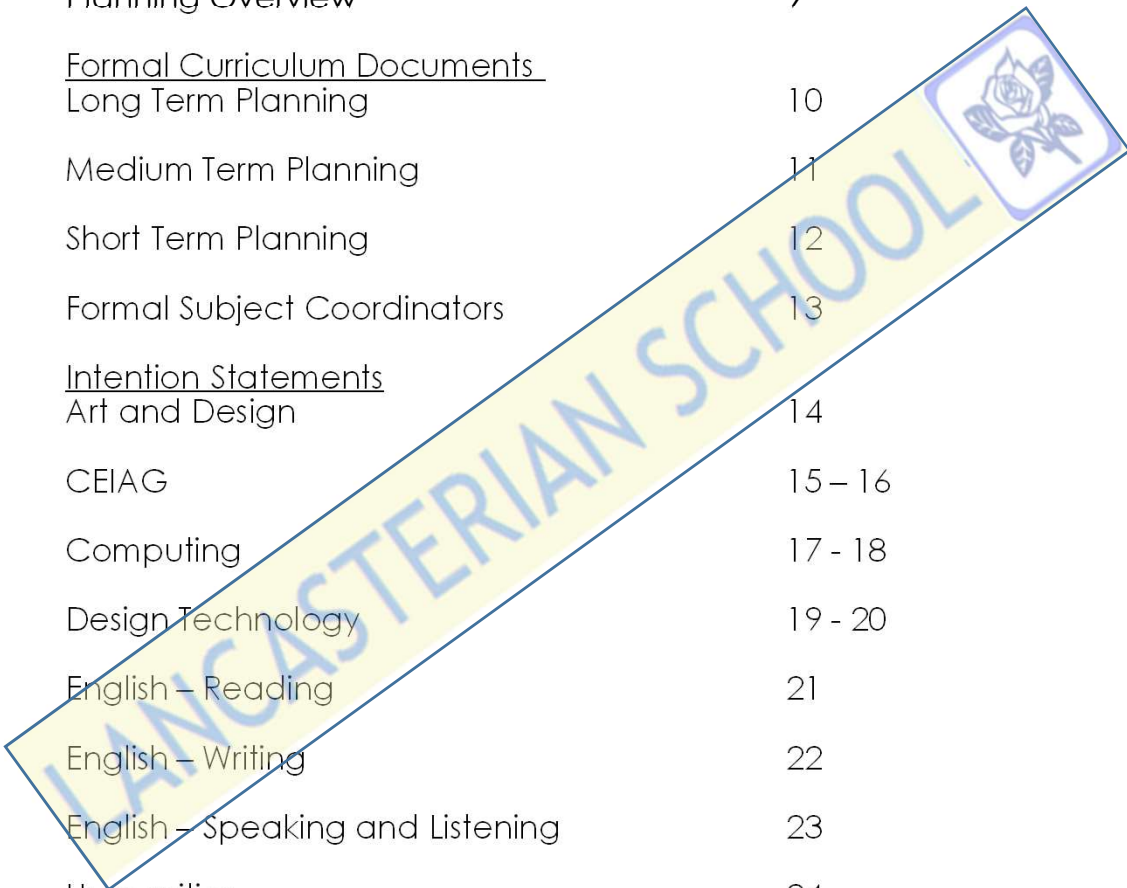 Planning Overview
Formal Curriculum Documents
Long Term Planning 10
Medium Term Planning 11
Short Term Planning 12
Formal Subject Coordinators 13
Intention Statements
Art and Design 14
CEIAG 15 – 16
Computing 17 - 18
Design Technology 19 - 20
English – Reading 21
English – Writing 22
English – Speaking and Listening 23
LANCASTERIAN SCHOOL